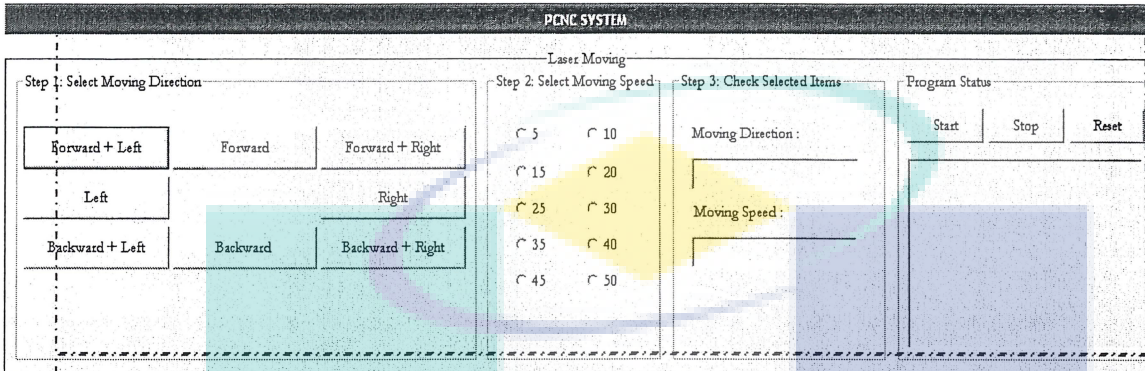 PCNC SYSTEM
Laser Moving
Step 1: Select Moving Direction
Forward + Left
Forward
Forward + Right
Left
Right
Backward + Left
Backward
Backward + Right
Step 2: Select Moving Speed
5
10
15
20
25
30
35
40
45
50
Step 3: Check Selected Items
Moving Direction :
Moving Speed :
Program Status
Start
Stop
Reset